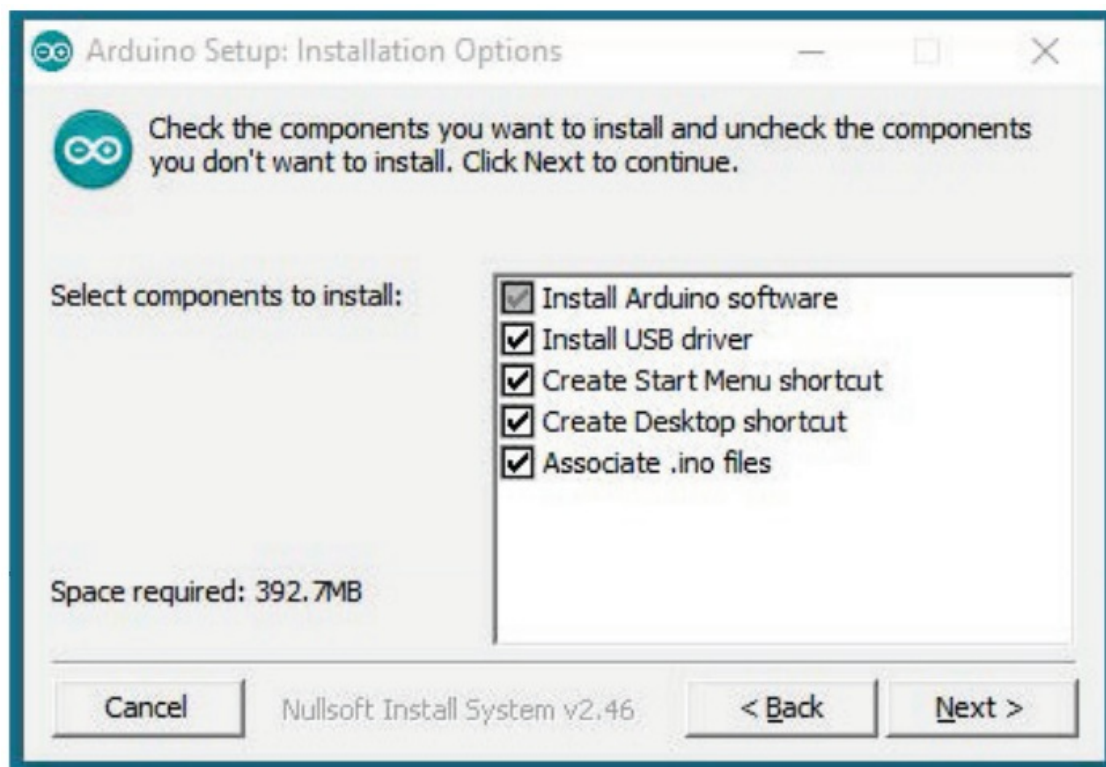 Arduino Setup: Installation Options
Check the components you want to install and uncheck the components
you don't want to install. Click Next to continue.
Select components to install:
Install Arduino software
Install USB driver
Create Start Menu shortcut
Create Desktop shortcut
Associate .ino files
Space required: 392.7MB
Cancel
Nullsoft Install System v2.46
< Back
Next >